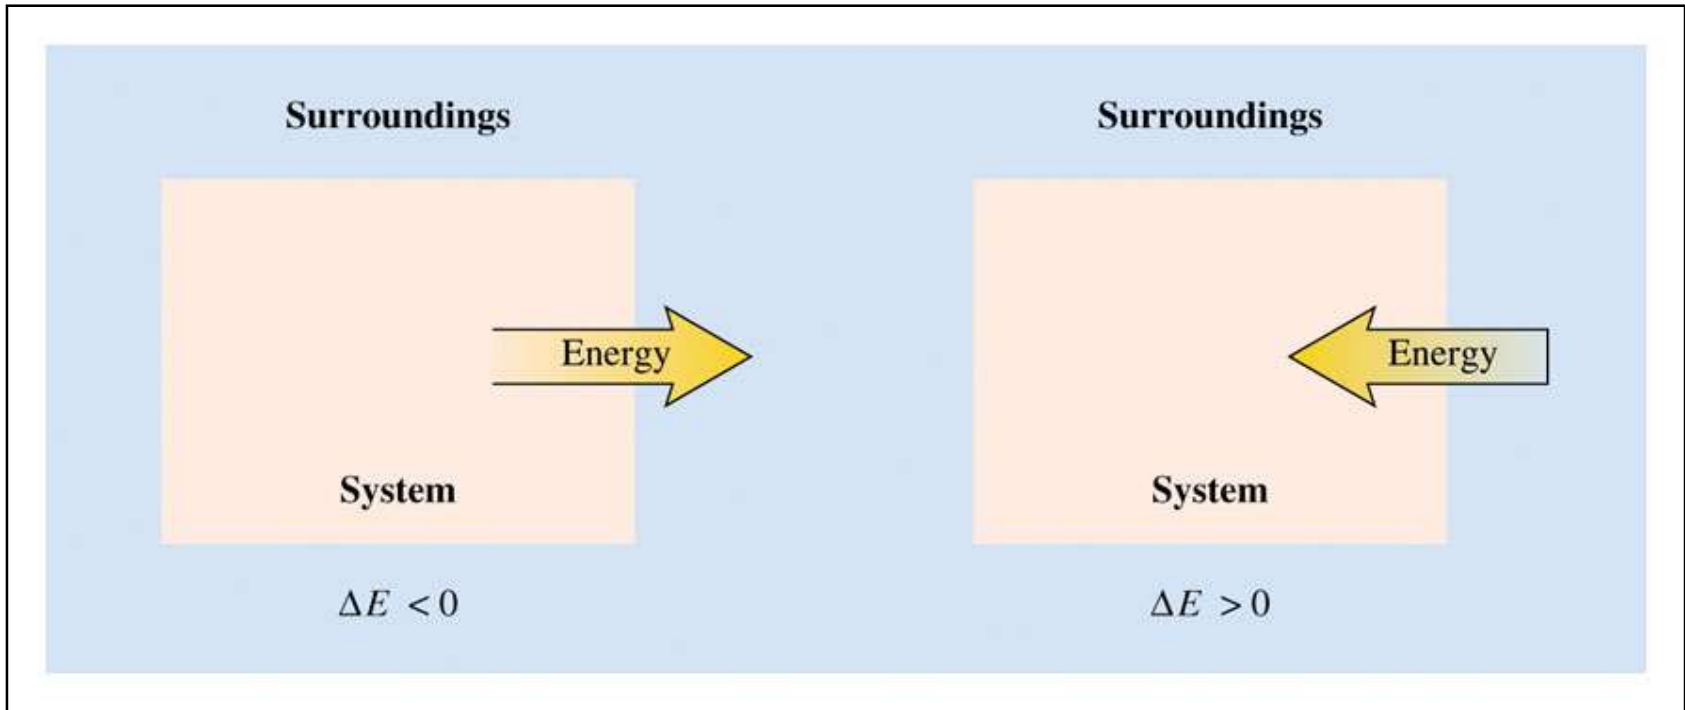 Surroundings
Energy
System
ΔE < 0
Surroundings
Energy
System
ΔE > 0